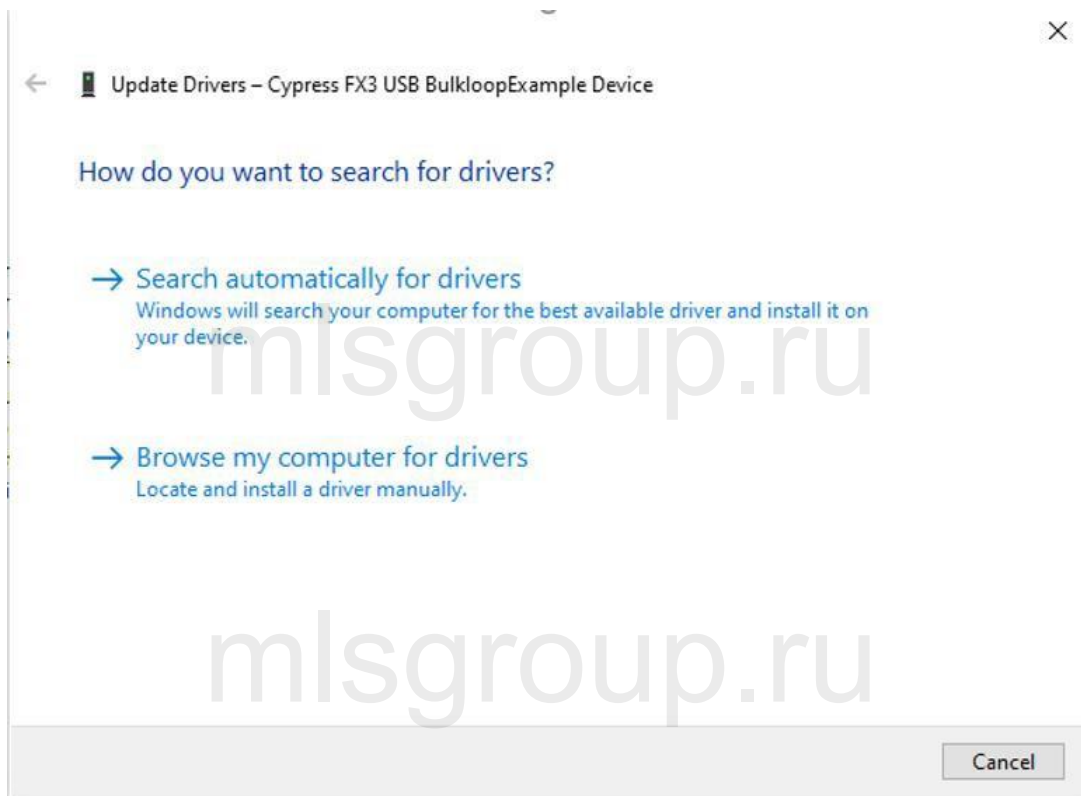 Update Drivers – Cypress FX3 USB BulkloopExample Device
How do you want to search for drivers?
Search automatically for drivers
Windows will search your computer for the best available driver and install it on
your device.
mlsgroup.ru
Browse my computer for drivers
Locate and install a driver manually.
mlsgroup.ru
Cancel